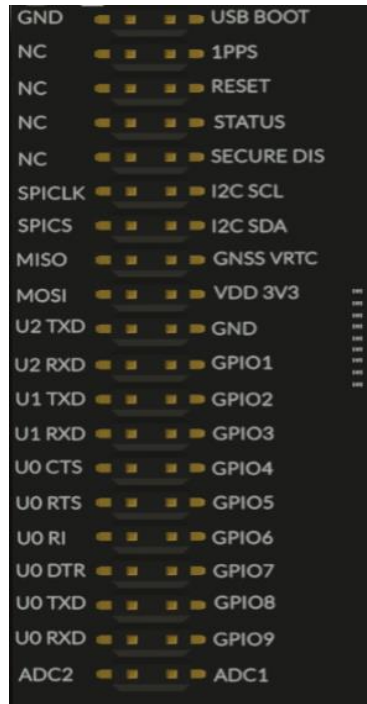 GND USB BOOT
NC 1PPS
NC RESET
NC STATUS
NC SECURE DIS
SPICLK I2C SCL
SPICS I2C SDA
MISO GNSS VRTC
MOSI VDD 3V3
U2 TXD GND
U2 RXD GPIO1
U1 TXD GPIO2
U1 RXD GPIO3
U0 CTS GPIO4
U0 RTS GPIO5
U0 RI GPIO6
U0 DTR GPIO7
U0 TXD GPIO8
U0 RXD GPIO9
ADC2 ADC1